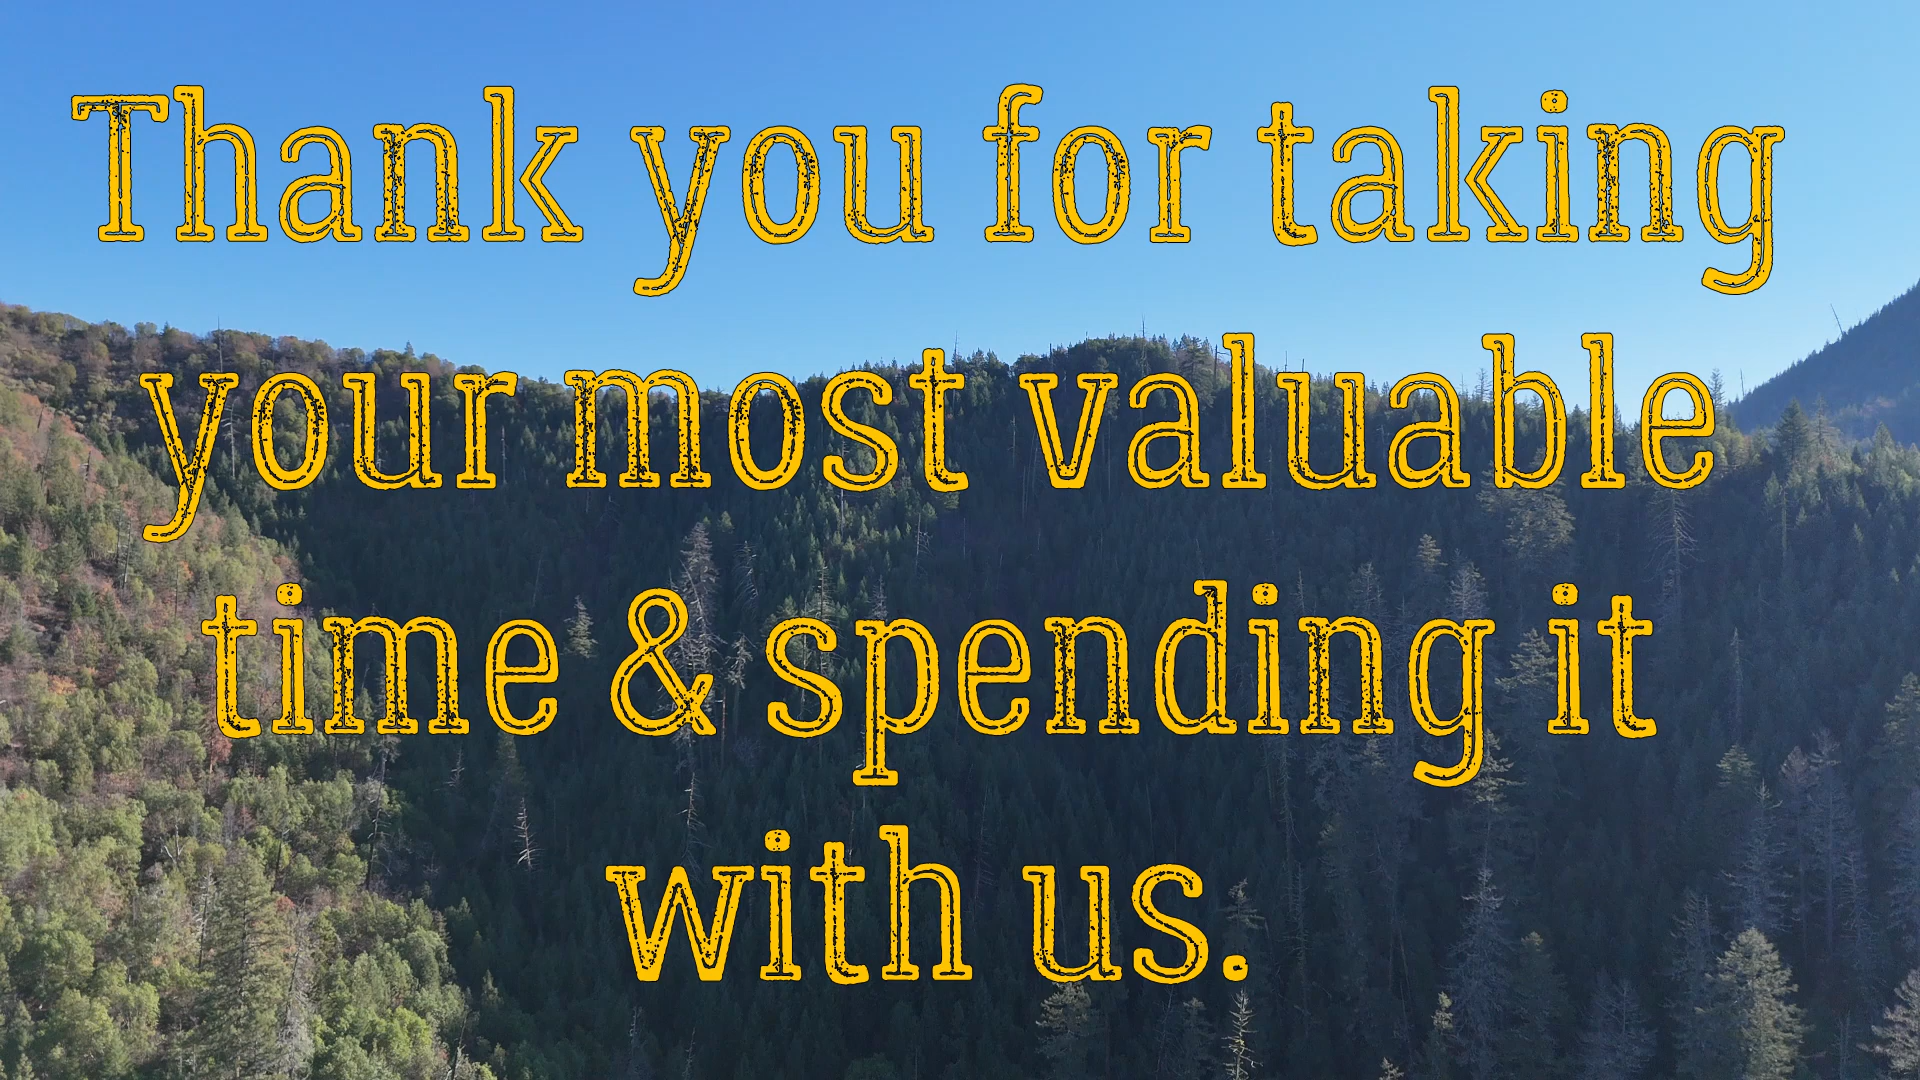 Thank you for taking
your most valuable
time & spending it
with us.